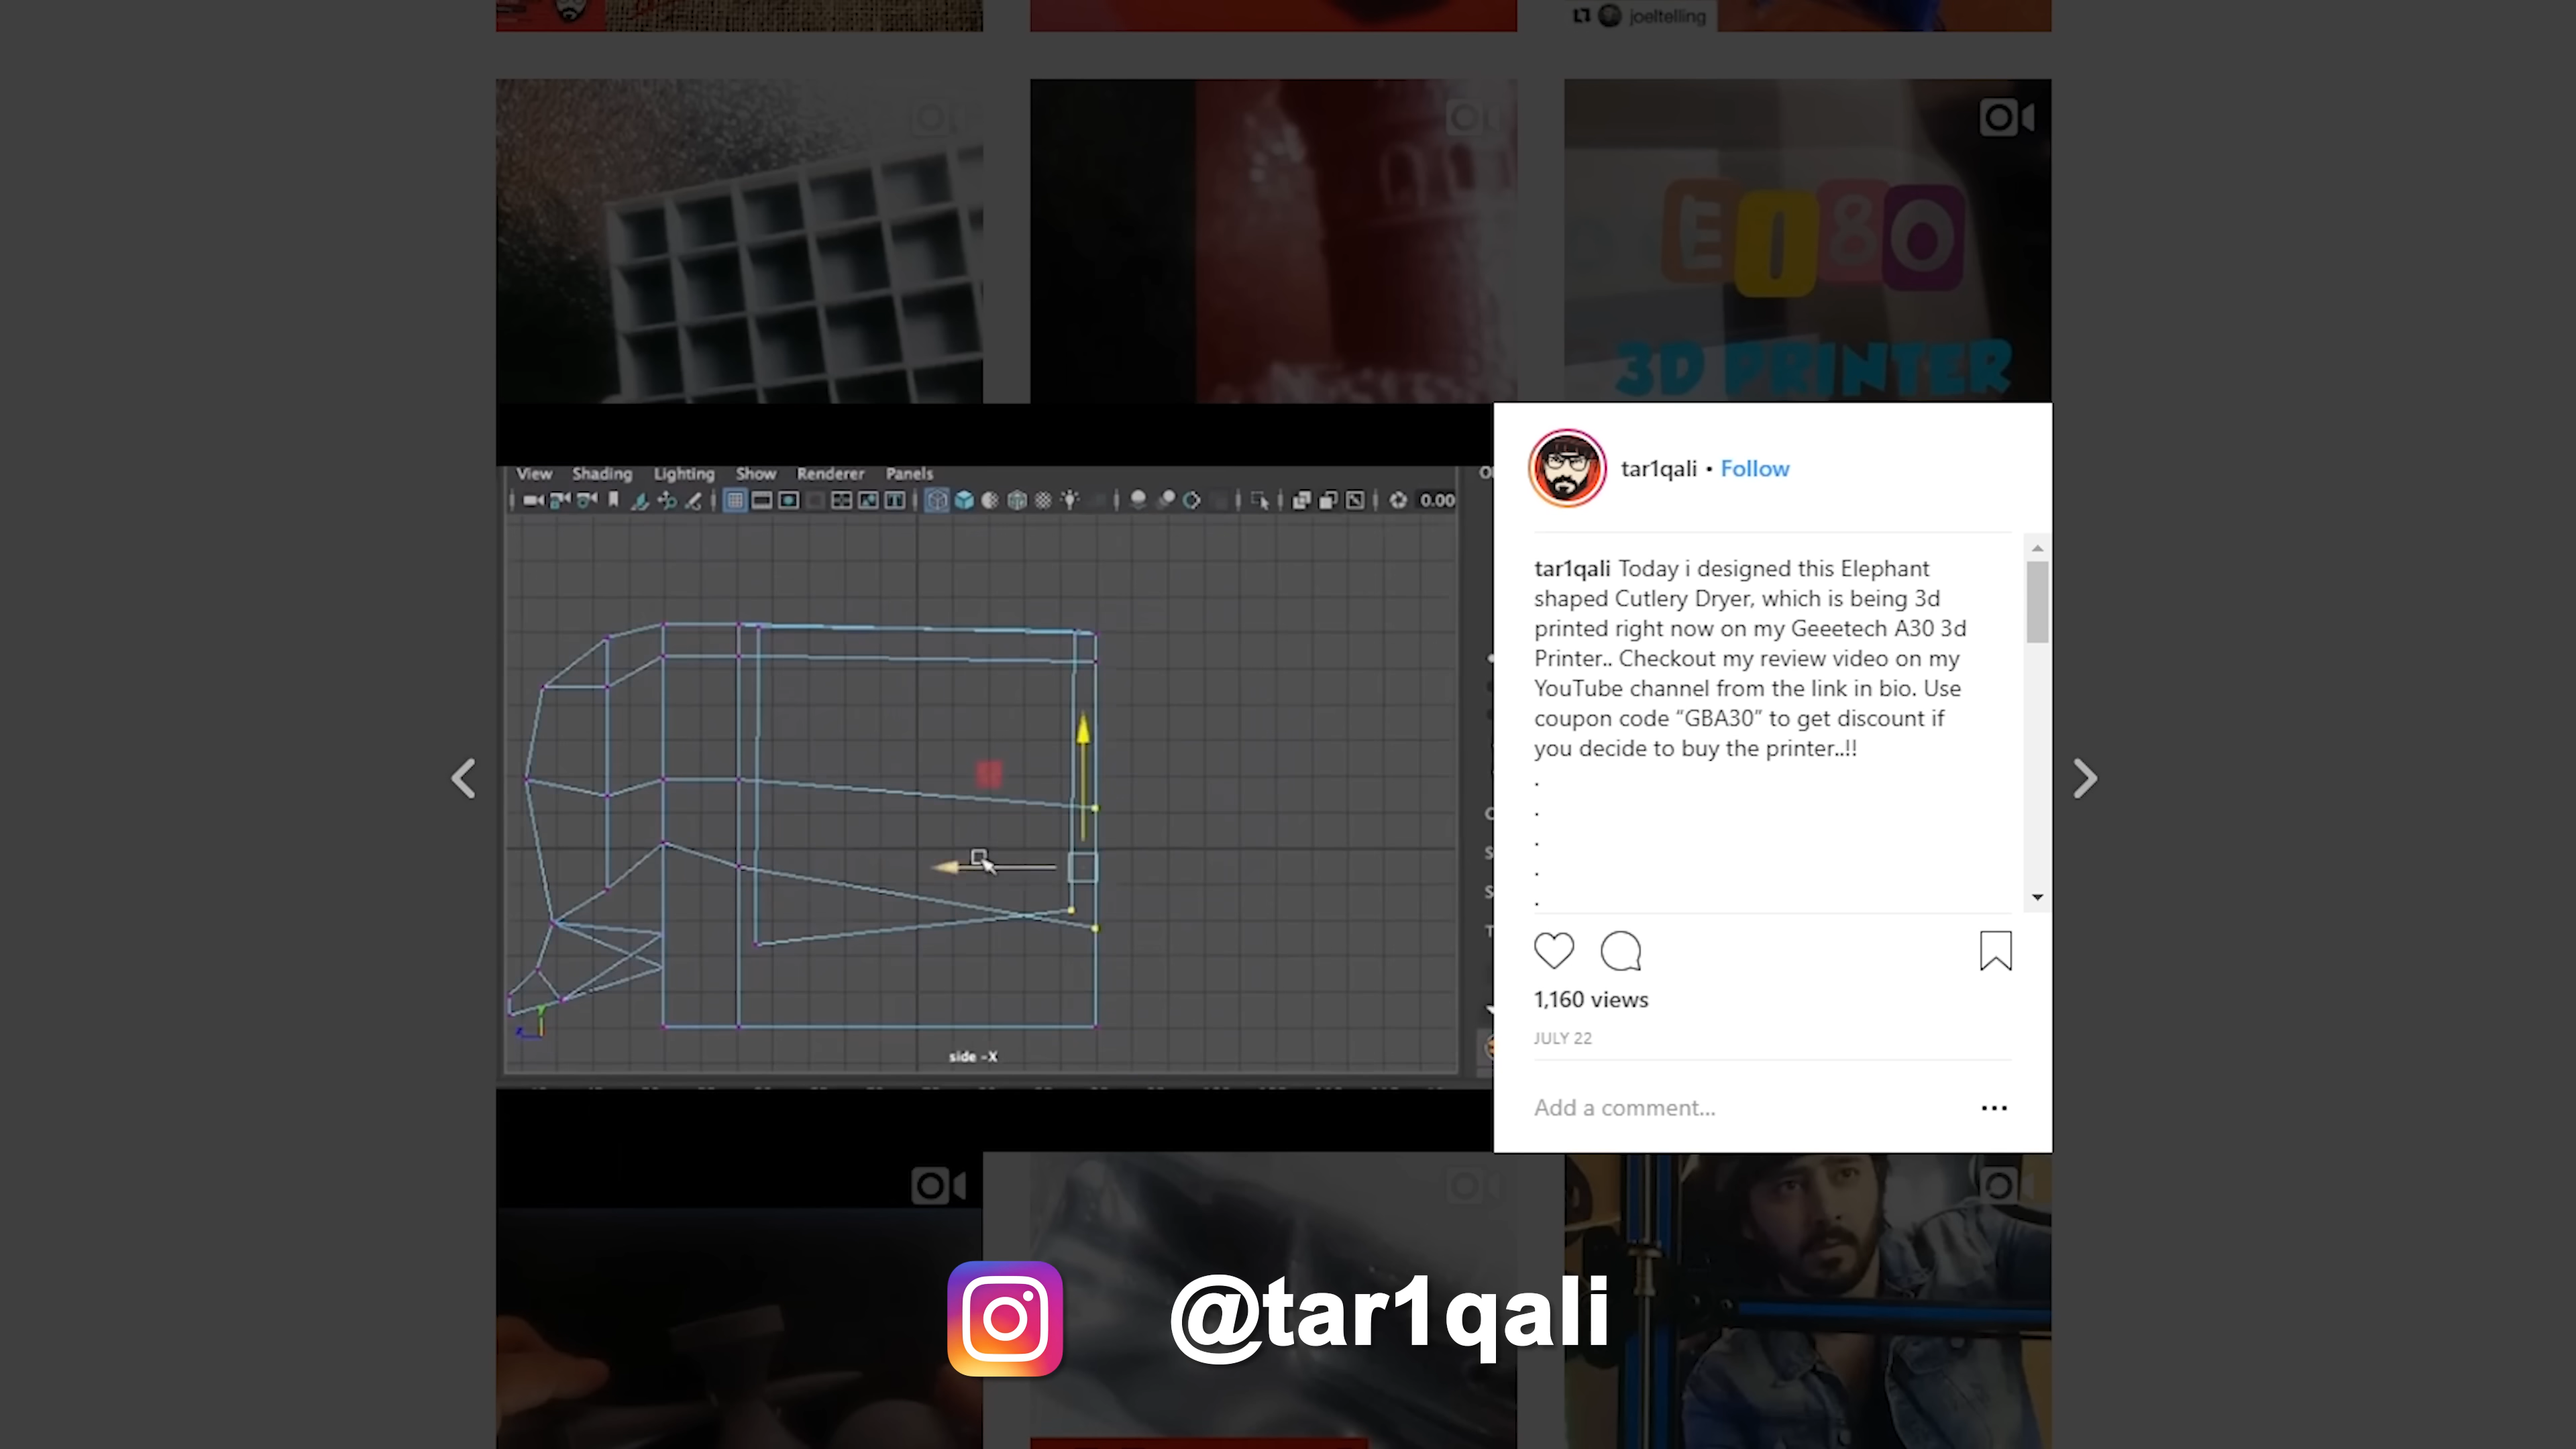 joeltelling
E180
3D PRINTER
View Shading Lighting Show Renderer Panels
0.00
side -X
tar1qali • Follow
tar1qali Today i designed this Elephant
shaped Cutlery Dryer, which is being 3d
printed right now on my Geeetech A30 3d
Printer.. Checkout my review video on my
YouTube channel from the link in bio. Use
coupon code “GBA30” to get discount if
you decide to buy the printer..!!
.
.
.
.
.
1,160 views
JULY 22
Add a comment...
@tar1qali